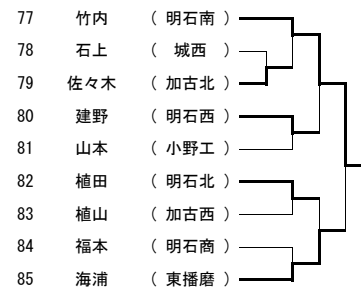 77 竹内 ( 明石南 )
78 石上 ( 城西 )
79 佐々木 ( 加古北 )
80 建野 ( 明石西 )
81 山本 ( 小野工 )
82 植田 ( 明石北 )
83 植山 ( 加古西 )
84 福本 ( 明石商 )
85 海浦 ( 東播磨 )